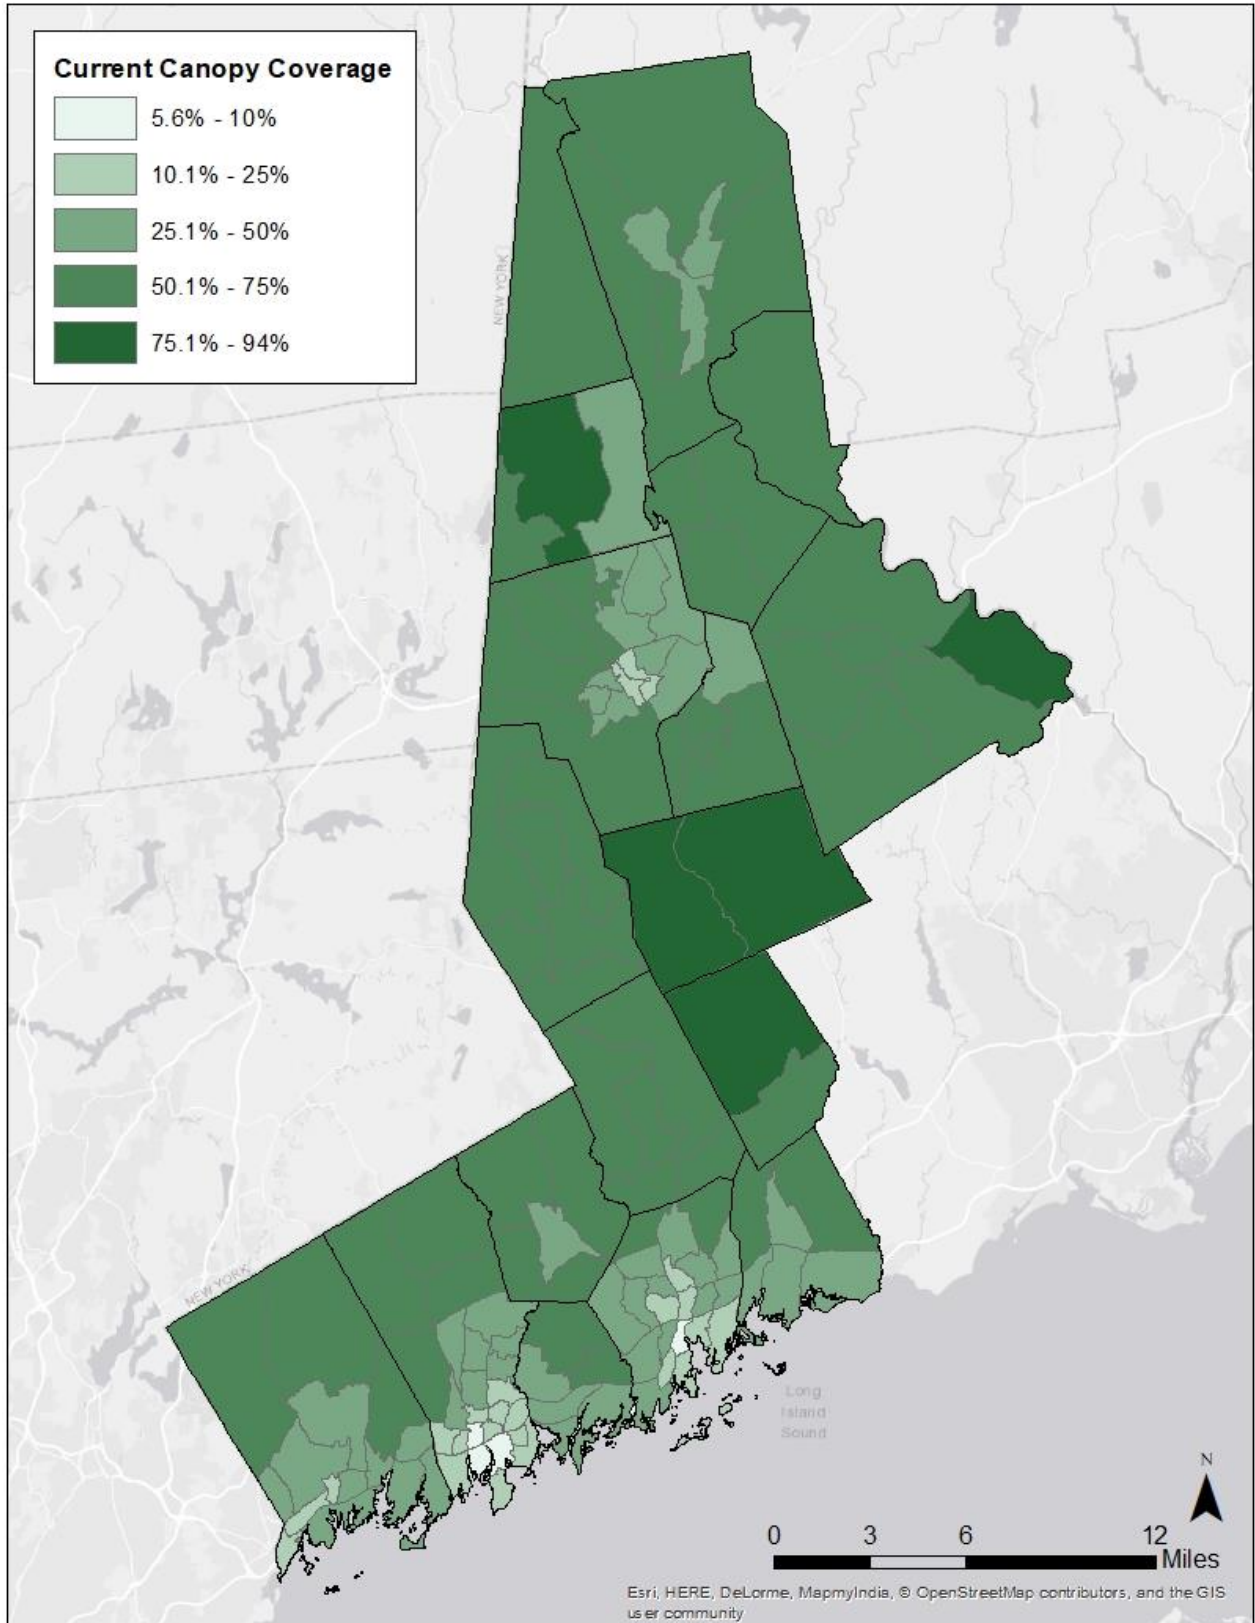 Current Canopy Coverage
5.6% - 10%
10.1% - 25%
25.1% - 50%
50.1% - 75%
75.1% - 94%
NEW YORK
NEW YORK
Long
Island
Sound
N
0 3 6 12
Miles
Esri, HERE, DeLorme, MapmyIndia, © OpenStreetMap contributors, and the GIS
user community